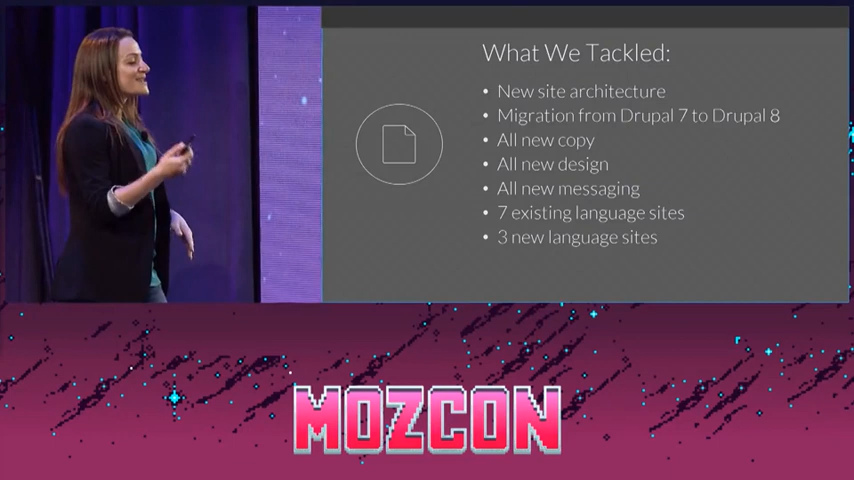 What We Tackled:
• New site architecture
• Migration from Drupal 7 to Drupal 8
• All new copy
• All new design
• All new messaging
• 7 existing language sites
• 3 new language sites
MOZCON